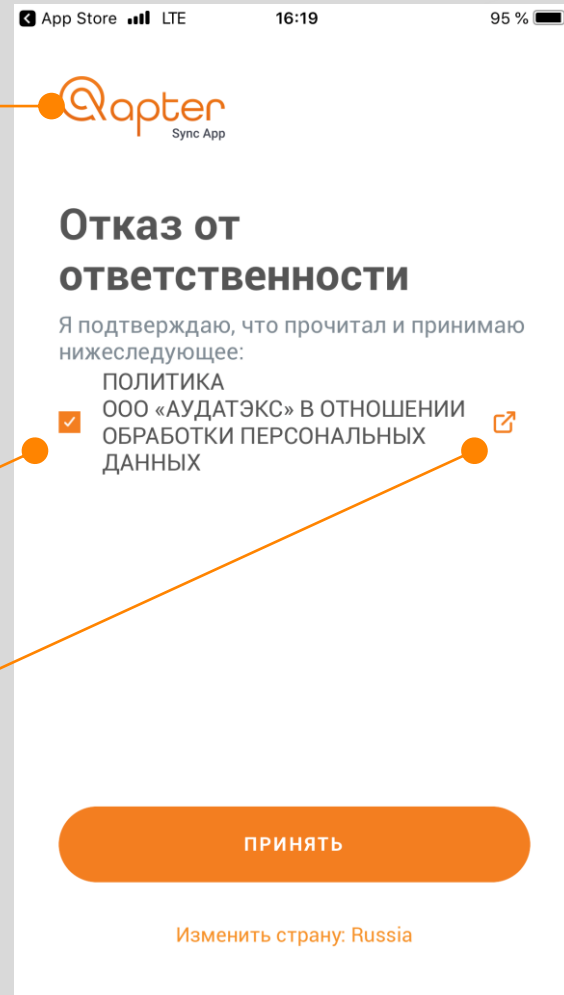 App Store LTE 16:19 95 %
Qapter
Sync App
Отказ от
ответственности
Я подтверждаю, что прочитал и принимаю
нижеследующее:
ПОЛИТИКА
ООО «АУДАТЭКС» В ОТНОШЕНИИ
ОБРАБОТКИ ПЕРСОНАЛЬНЫХ
ДАННЫХ
ПРИНЯТЬ
Изменить страну: Russia